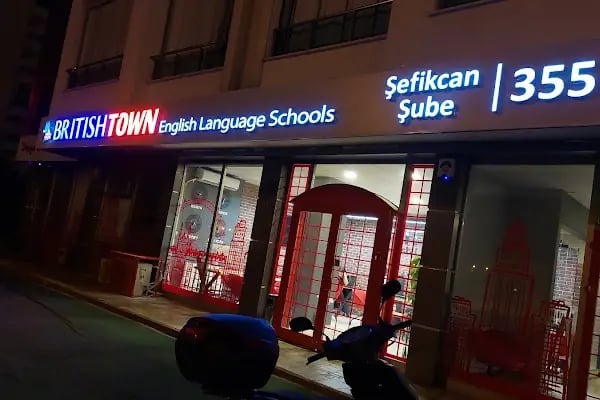 BRITISHTOWN English Language Schools
Şefikcan
Şube
355